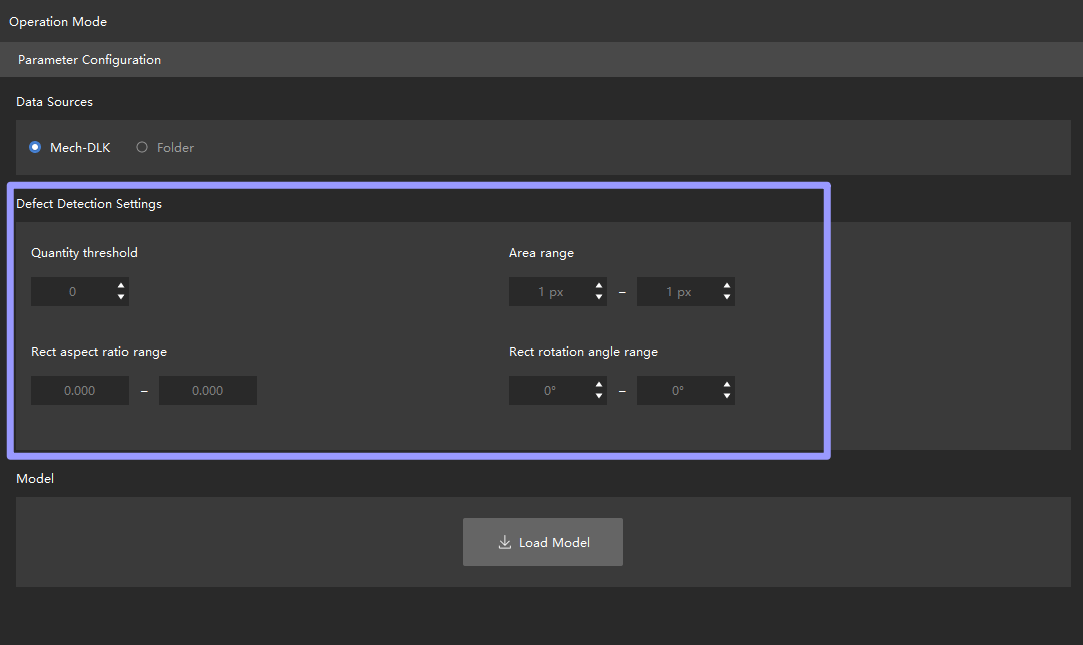 Operation Mode
Parameter Configuration
Data Sources
Mech-DLK Folder
Defect Detection Settings
Quantity threshold Area range
0 1 px – 1 px
Rect aspect ratio range Rect rotation angle range
0.000 – 0.000 0° – 0°
Model
Load Model